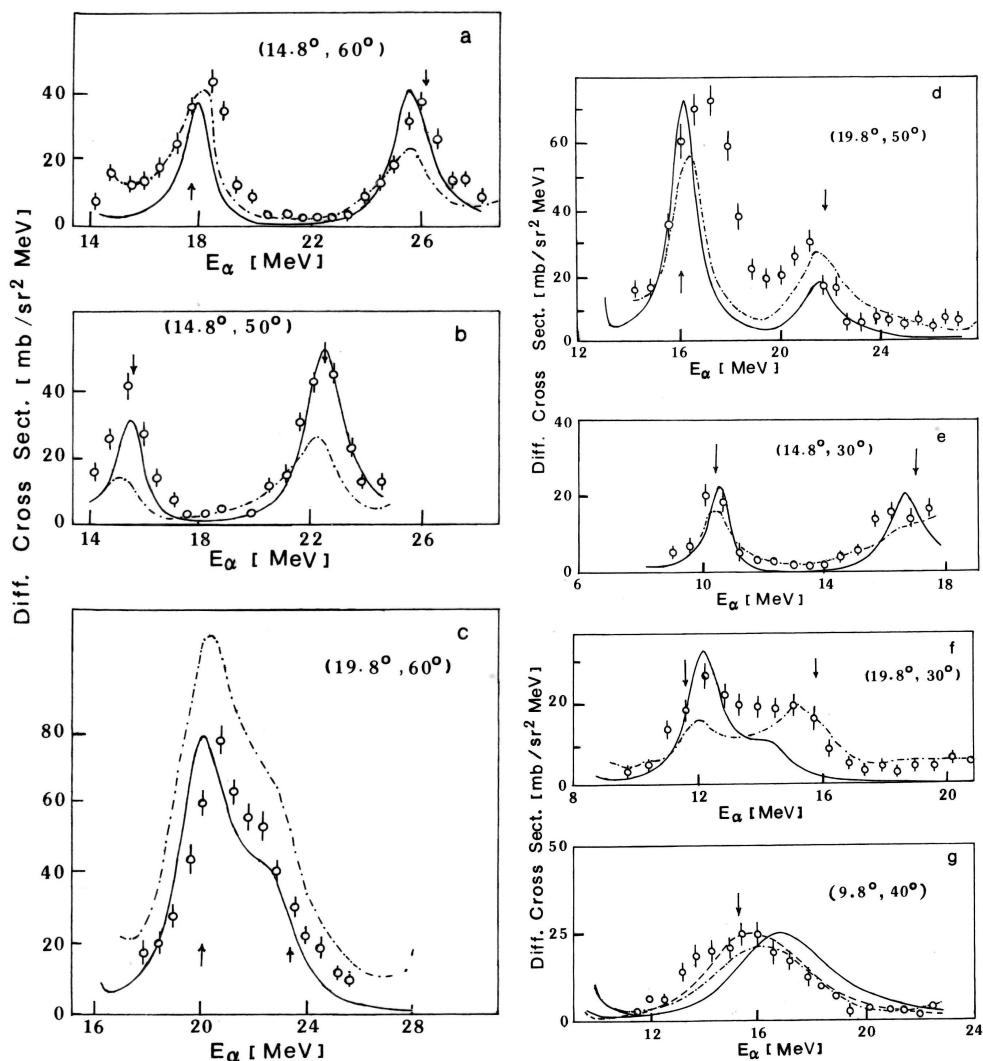 Diff. Cross Sect. [ mb/sr² MeV]
a
(14.8°, 60°)
40
20
0
14 18 22 26
Eα [ MeV]
b
(14.8°, 50°)
40
20
0
14 18 22 26
Eα [ MeV]
c
(19.8°, 60°)
80
60
40
20
0
16 20 24 28
Eα [ MeV]
Diff. Cross Sect. [mb/sr² MeV]
d
(19.8°, 50°)
60
40
20
0
12 16 20 24
Eα [MeV]
e
(14.8°, 30°)
40
20
0
6 10 14 18
Eα [MeV]
Diff. Cross Sect. [mb/sr² MeV]
f
(19.8°, 30°)
40
20
0
8 12 16 20
Eα [MeV]
g
(9.8°, 40°)
50
25
0
12 16 20 24
Eα [MeV]